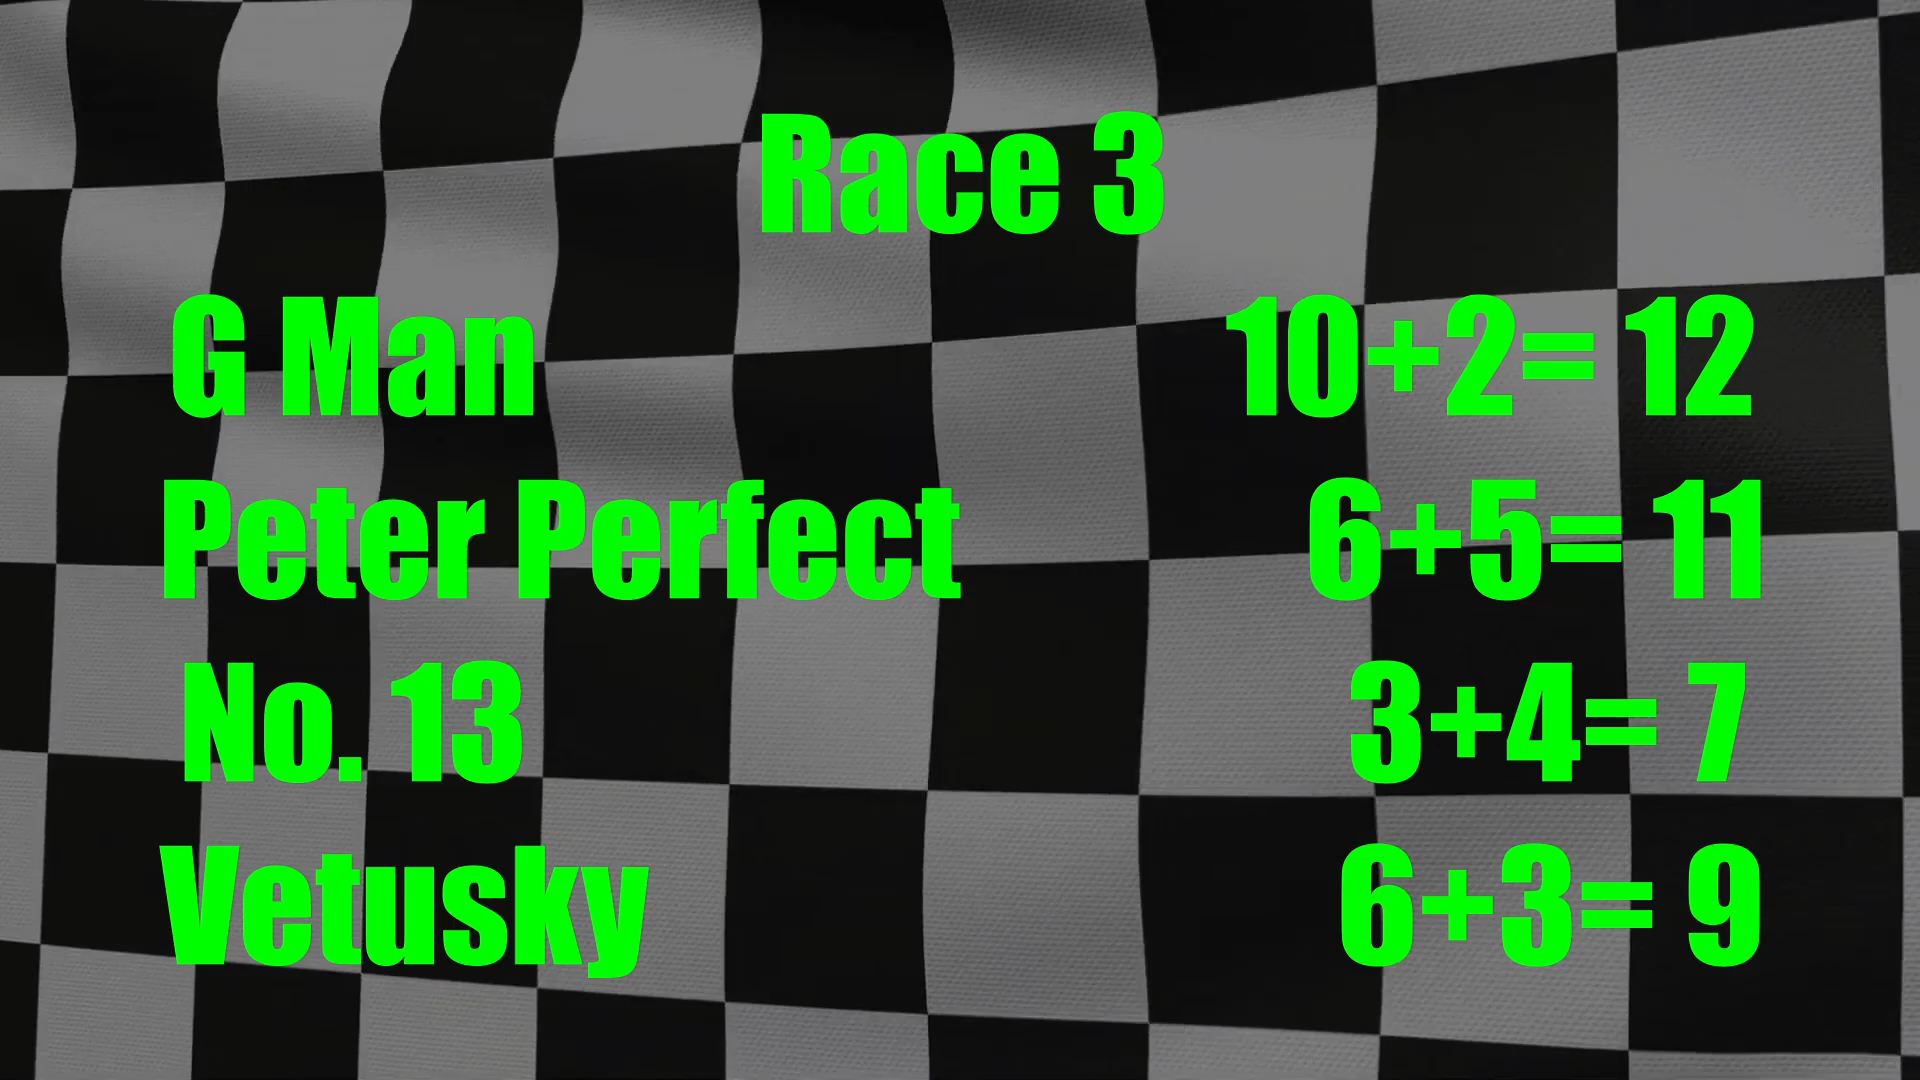 Race 3
G Man 10+2= 12
Peter Perfect 6+5= 11
No. 13 3+4= 7
Vetusky 6+3= 9